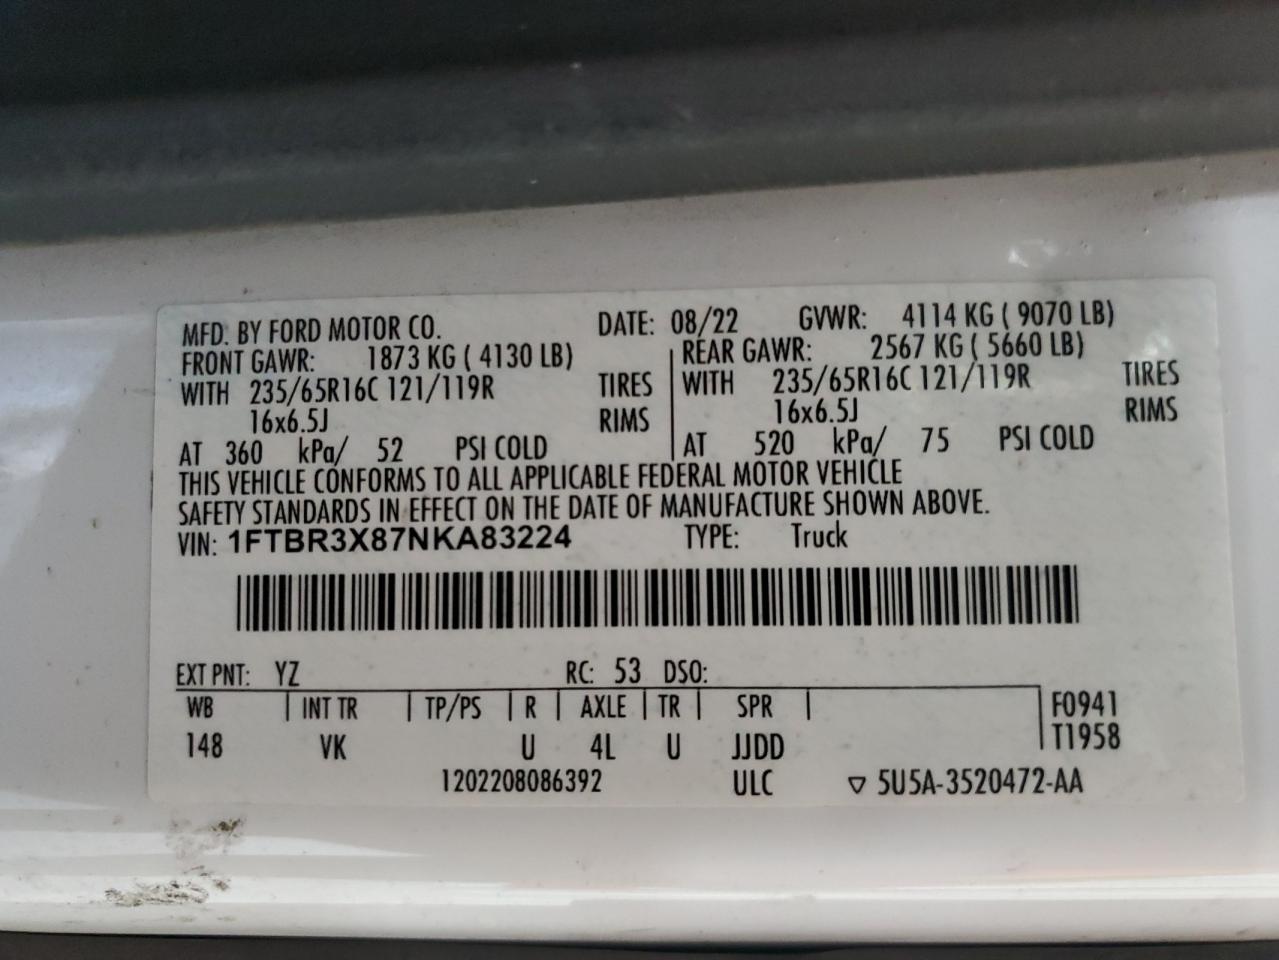 MFD. BY FORD MOTOR CO. DATE: 08/22 GVWR: 4114 KG ( 9070 LB)
FRONT GAWR: 1873 KG ( 4130 LB) REAR GAWR: 2567 KG ( 5660 LB)
WITH 235/65R16C 121/119R TIRES WITH 235/65R16C 121/119R TIRES
16x6.5J RIMS 16x6.5J RIMS
AT 360 kPa/ 52 PSI COLD AT 520 kPa/ 75 PSI COLD
THIS VEHICLE CONFORMS TO ALL APPLICABLE FEDERAL MOTOR VEHICLE
SAFETY STANDARDS IN EFFECT ON THE DATE OF MANUFACTURE SHOWN ABOVE.
VIN: 1FTBR3X87NKA83224 TYPE: Truck
EXT PNT: YZ RC: 53 DSO:
WB INT TR TP/PS R AXLE TR SPR F0941
148 VK U 4L U JJDD T1958
1202208086392 ULC ▽ 5U5A-3520472-AA